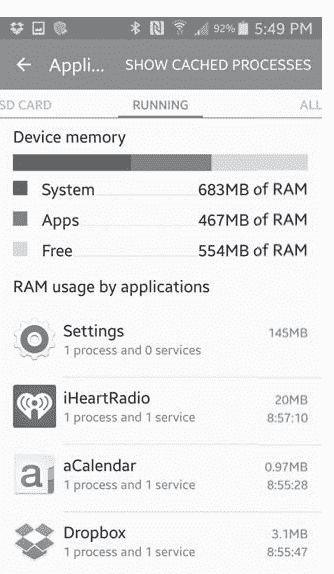 92% 5:49 PM
Appli... SHOW CACHED PROCESSES
SD CARD RUNNING ALL
Device memory
System 683MB of RAM
Apps 467MB of RAM
Free 554MB of RAM
RAM usage by applications
Settings 145MB
1 process and 0 services
iHeartRadio 20MB
1 process and 1 service 8:57:10
a
aCalendar 0.97MB
1 process and 1 service 8:55:28
Dropbox 3.1MB
1 process and 1 service 8:55:47